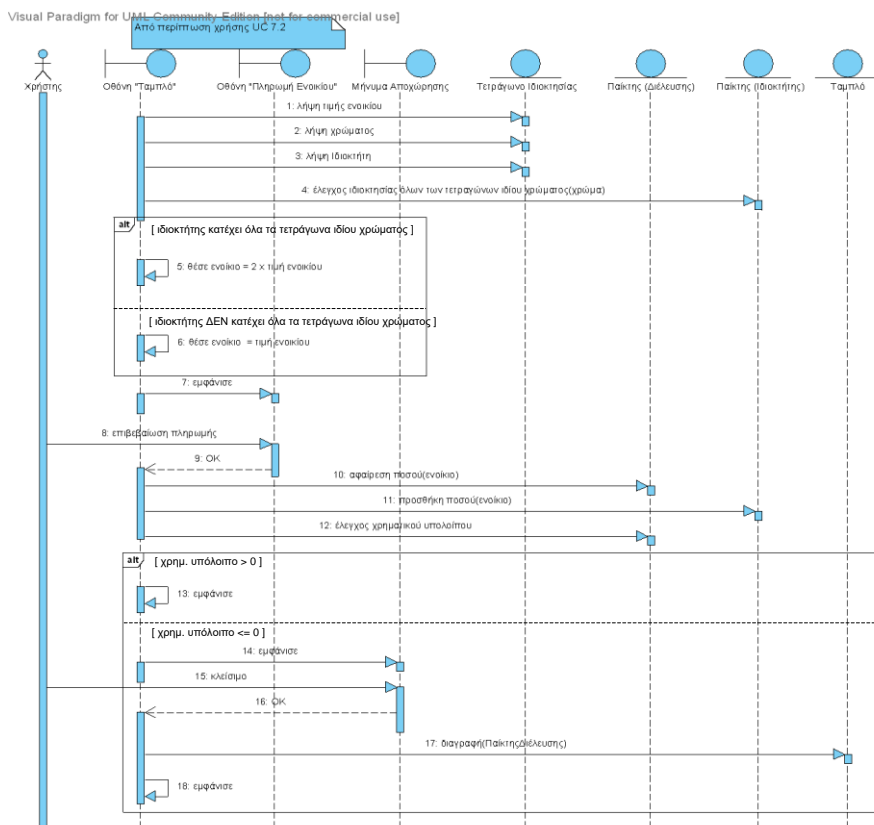 Visual Paradigm for UML Community Edition [not for commercial use]
Από περίπτωση χρήσης UC 7.2
Χρήστης
Οθόνη "Ταμπλό"
Οθόνη "Πληρωμή Ενοικίου"
Μήνυμα Αποχώρησης
Τετράγωνο Ιδιοκτησίας
Παίκτης (Διέλευσης)
Παίκτης (Ιδιοκτήτης)
Ταμπλό
1: λήψη τιμής ενοικίου
2: λήψη χρώματος
3: λήψη Ιδιοκτήτη
4: έλεγχος ιδιοκτησίας όλων των τετραγώνων ιδίου χρώματος(χρώμα)
alt
[ ιδιοκτήτης κατέχει όλα τα τετράγωνα ιδίου χρώματος ]
5: θέσε ενοίκιο = 2 x τιμή ενοικίου
[ ιδιοκτήτης ΔΕΝ κατέχει όλα τα τετράγωνα ιδίου χρώματος ]
6: θέσε ενοίκιο = τιμή ενοικίου
7: εμφάνισε
8: επιβεβαίωση πληρωμής
9: OK
10: αφαίρεση ποσού(ενοίκιο)
11: προσθήκη ποσού(ενοίκιο)
12: έλεγχος χρηματικού υπολοίπου
alt
[ χρημ. υπόλοιπο > 0 ]
13: εμφάνισε
[ χρημ. υπόλοιπο <= 0 ]
14: εμφάνισε
15: κλείσιμο
16: OK
17: διαγραφή(ΠαίκτηςΔιέλευσης)
18: εμφάνισε